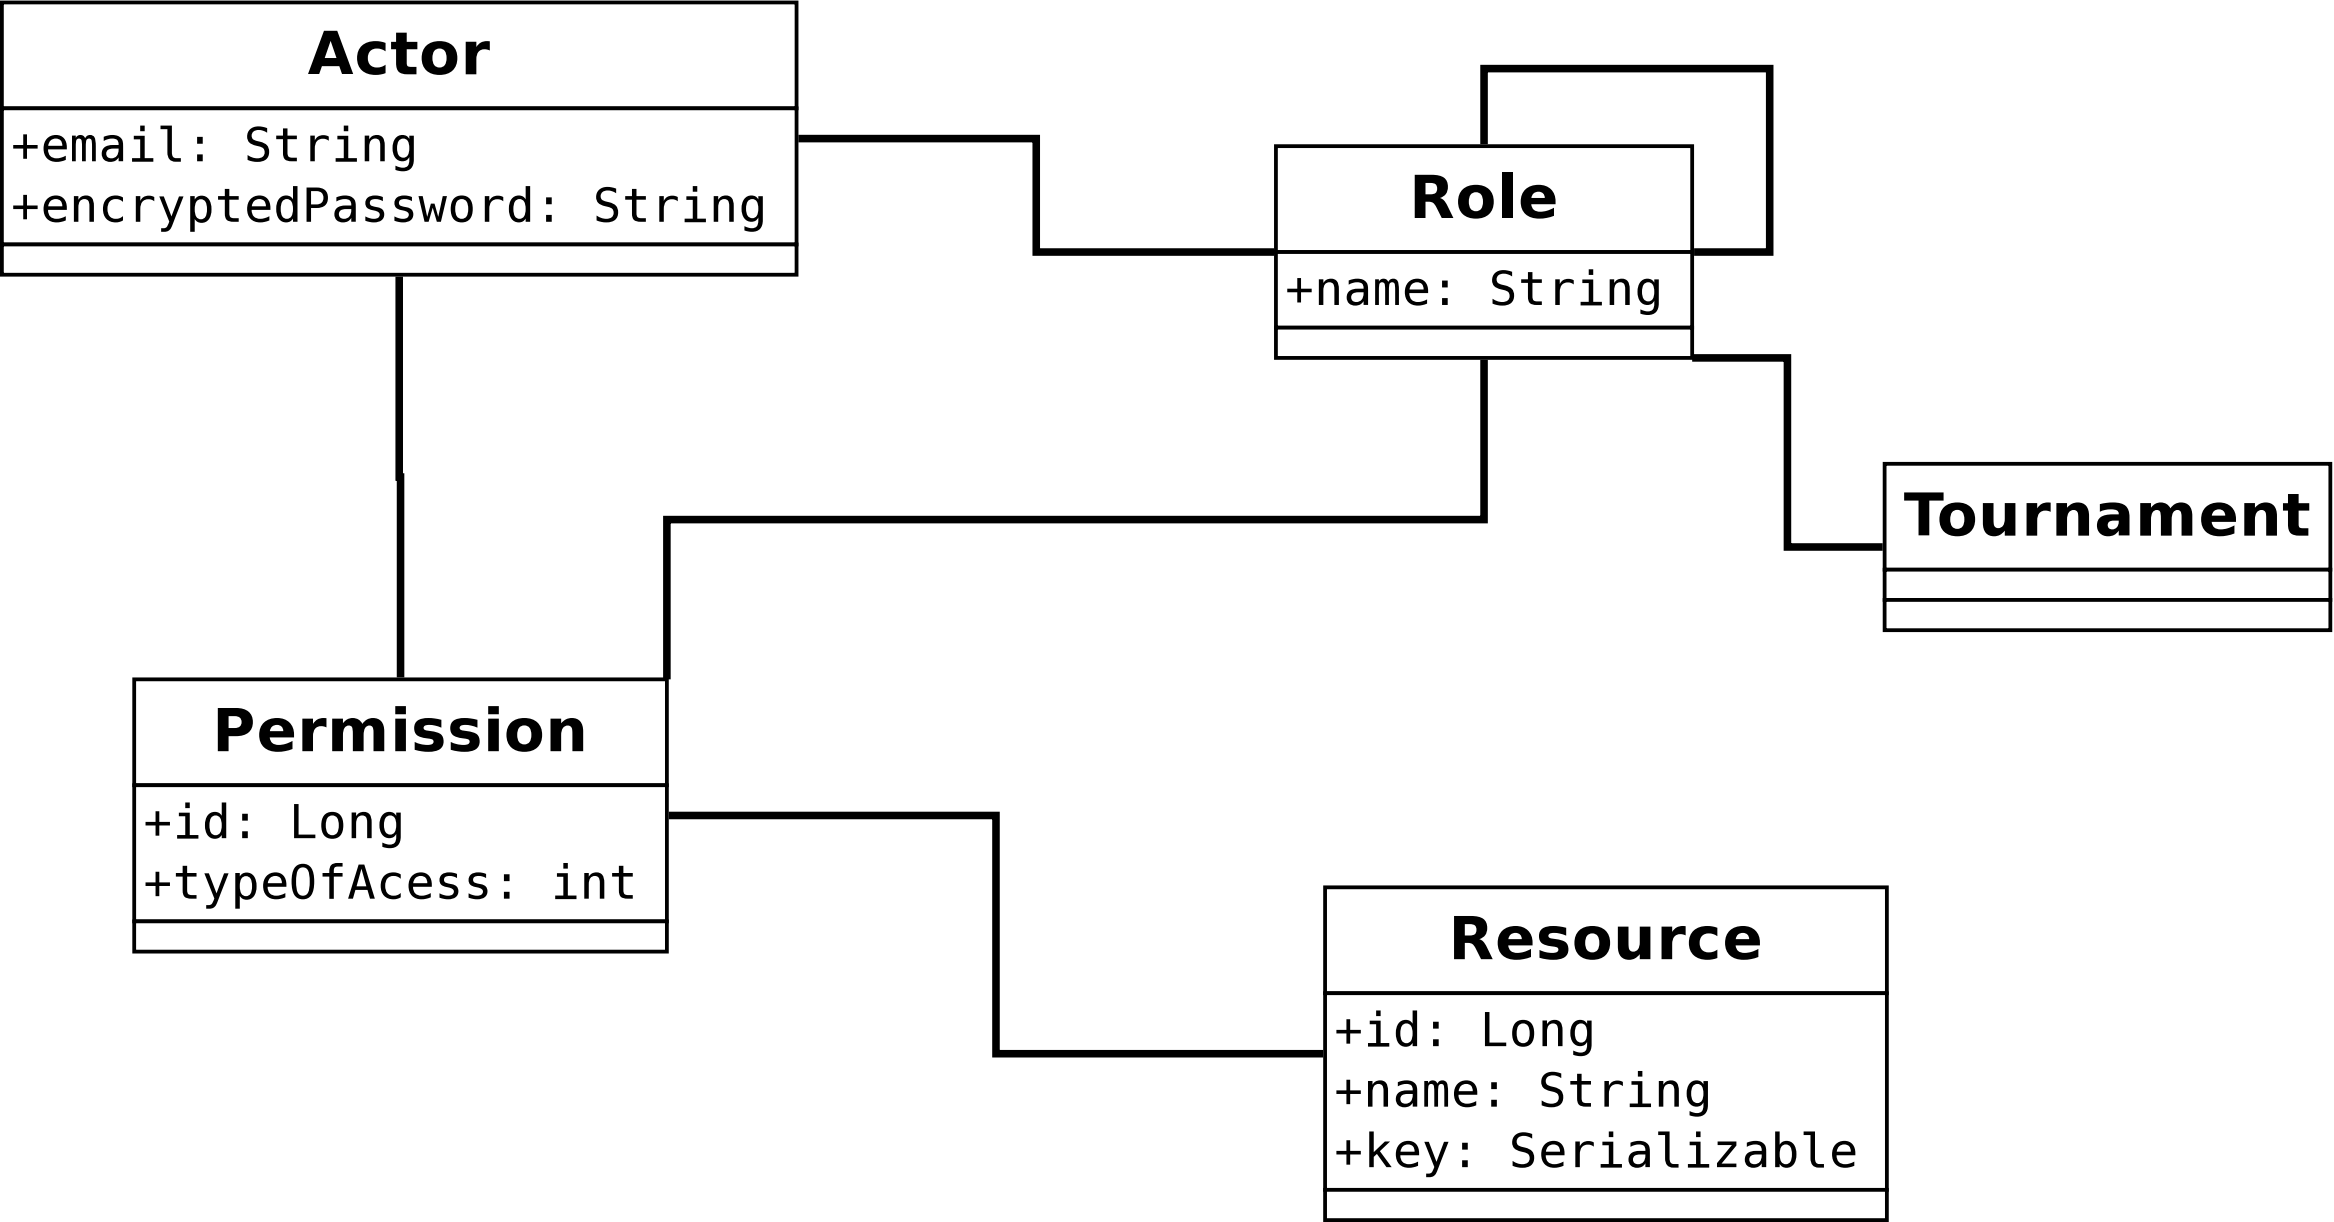 Actor
+email: String
+encryptedPassword: String
Role
+name: String
Tournament
Permission
+id: Long
+typeOfAcess: int
Resource
+id: Long
+name: String
+key: Serializable